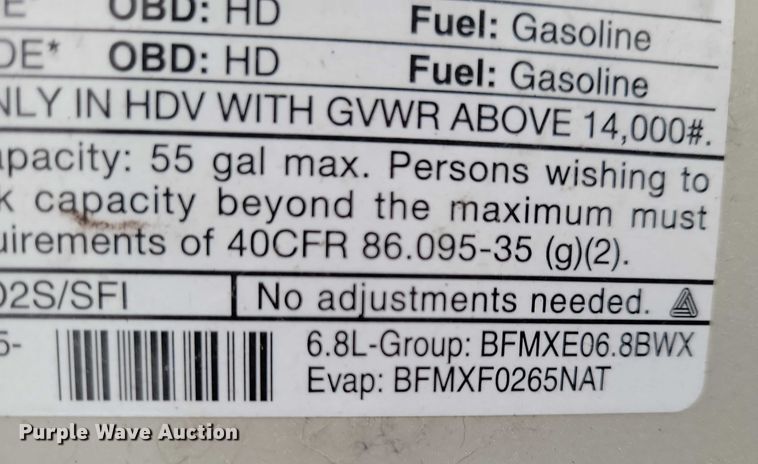 OBD: HD Fuel: Gasoline
DE* OBD: HD Fuel: Gasoline
NLY IN HDV WITH GVWR ABOVE 14,000#.
apacity: 55 gal max. Persons wishing to
k capacity beyond the maximum must
uirements of 40CFR 86.095-35 (g)(2).
O2S/SFI No adjustments needed.
5- 6.8L-Group: BFMXE06.8BWX
Evap: BFMXF0265NAT
Purple Wave Auction